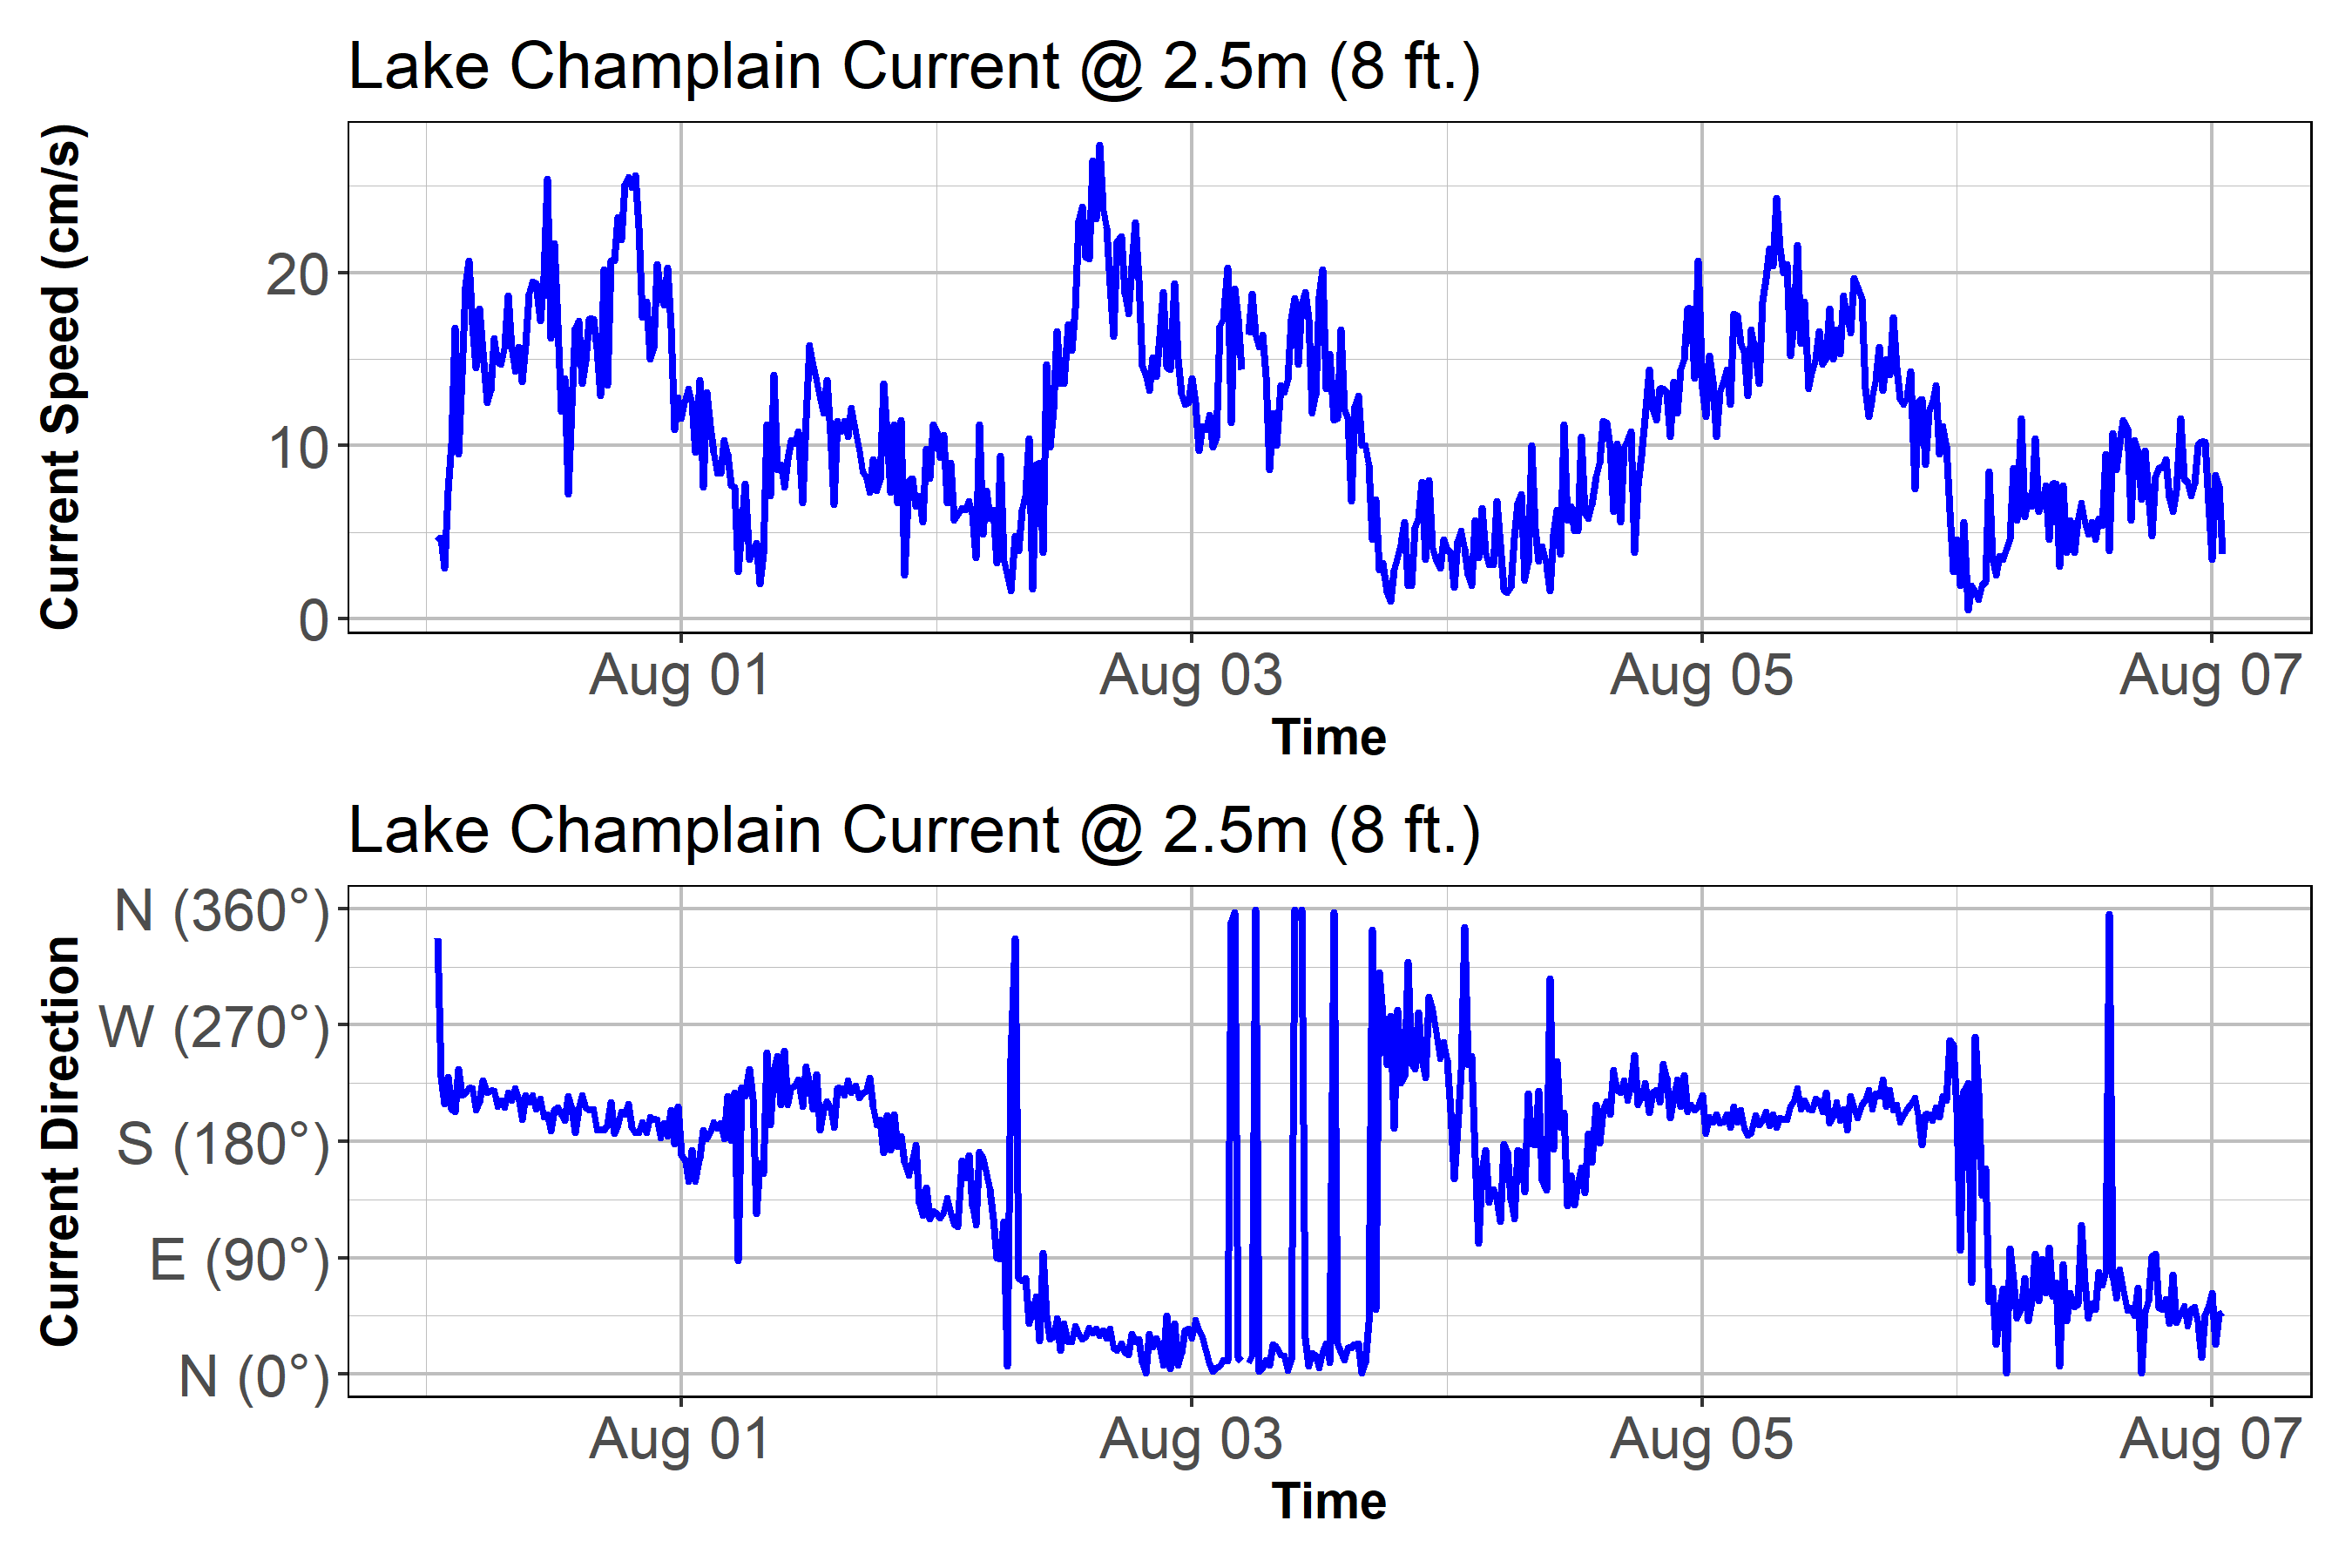 Lake Champlain Current @ 2.5m (8 ft.)
Current Speed (cm/s)
20
10
0
Aug 01 Aug 03 Aug 05 Aug 07
Time
Lake Champlain Current @ 2.5m (8 ft.)
Current Direction
N (360°)
W (270°)
S (180°)
E (90°)
N (0°)
Aug 01 Aug 03 Aug 05 Aug 07
Time